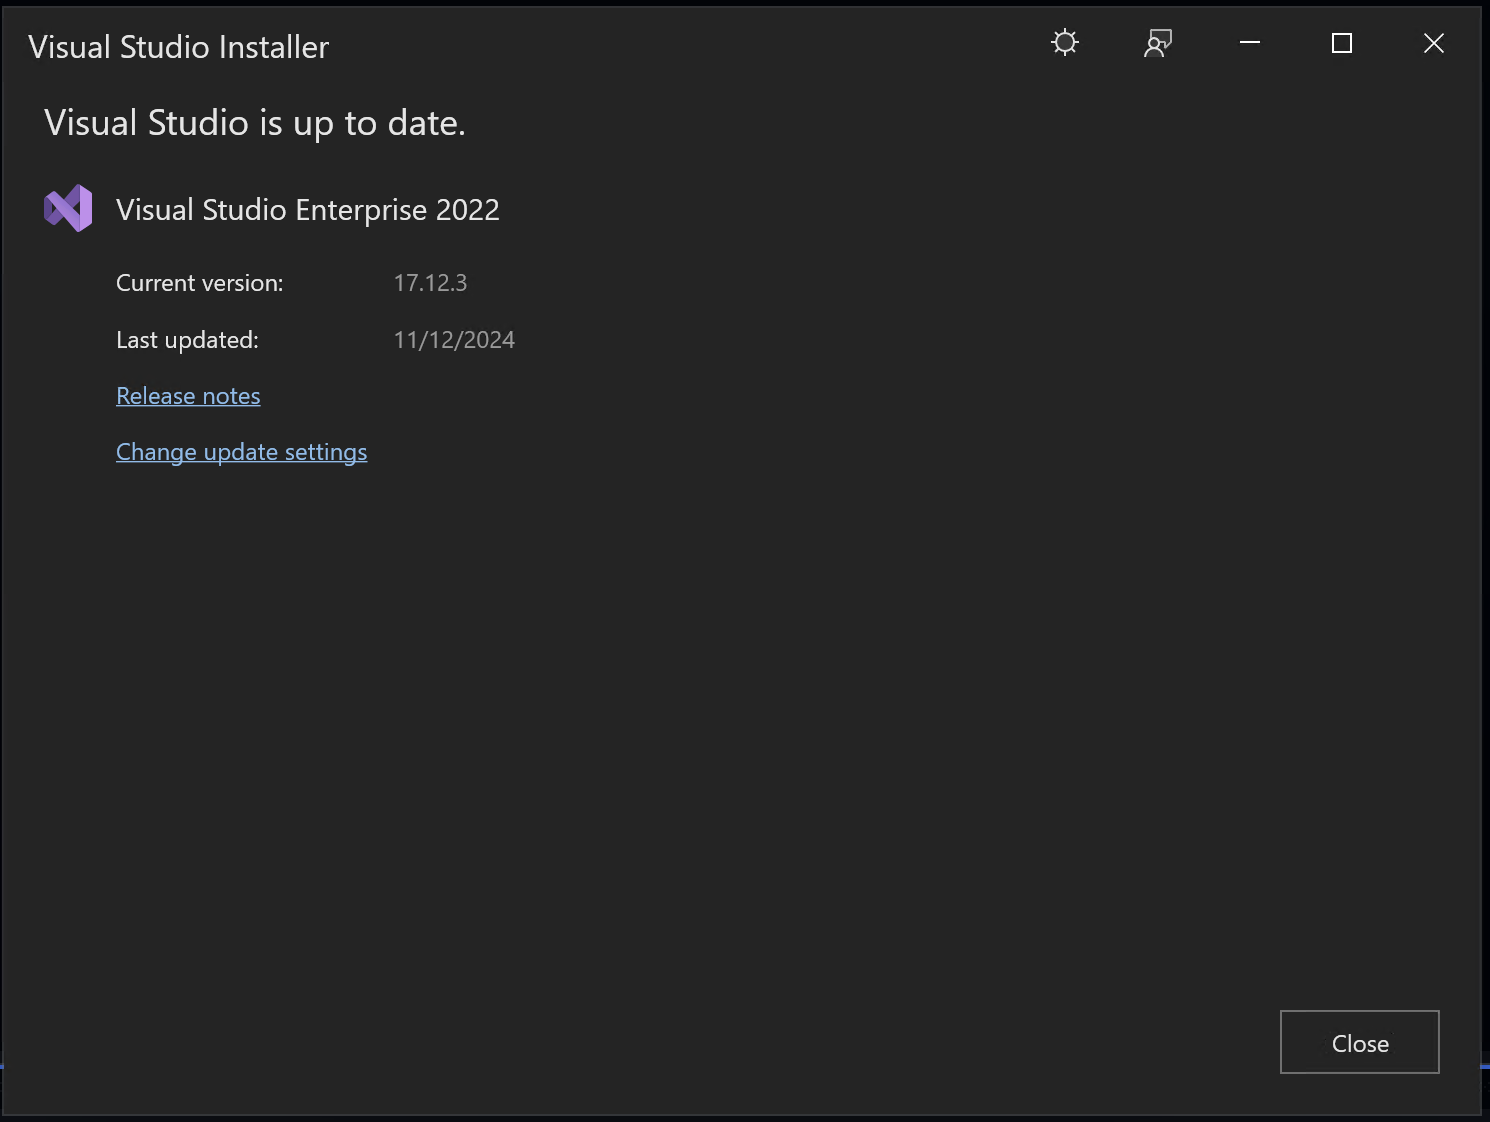 Visual Studio Installer
Visual Studio is up to date.
Visual Studio Enterprise 2022
Current version: 17.12.3
Last updated: 11/12/2024
Release notes
Change update settings
Close